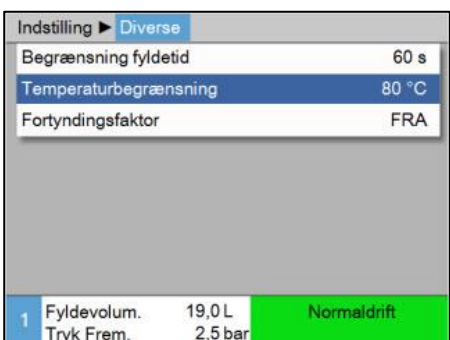 Indstilling ► Diverse
Begrænsning fyldetid 60 s
Temperaturbegrænsning 80 °C
Fortyndingsfaktor FRA
1 Fyldevolum. 19,0 L Normaldrift
Tryk Frem. 2.5 bar